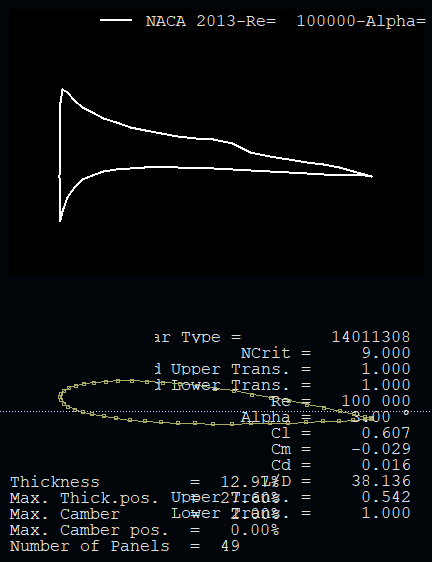 NACA 2013-Re= 100000-Alpha=
ar Type = 14011308
NCrit = 9.000
d Upper Trans. = 1.000
d Lower Trans. = 1.000
Re = 100 000
Alpha = 3.00 °
Cl = 0.607
Cm = -0.029
Cd = 0.016
L/D = 38.136
Upper Trans. = 0.542
Lower Trans. = 1.000
Thickness = 12.97%
Max. Thick.pos. = 27.60%
Max. Camber = 2.00%
Max. Camber pos. = 0.00%
Number of Panels = 49